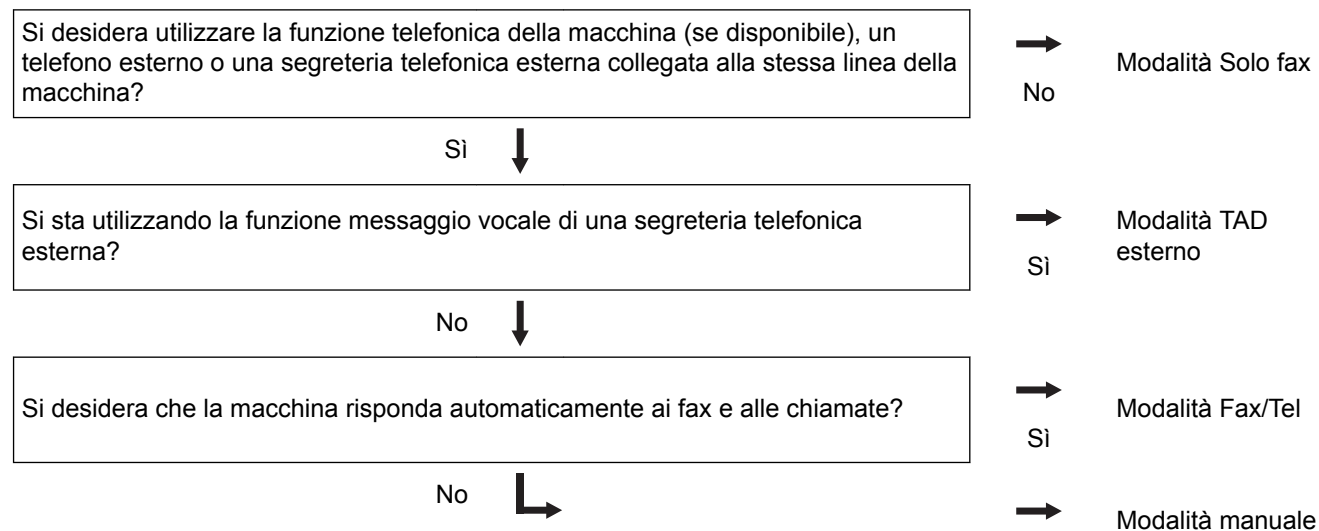 Si desidera utilizzare la funzione telefonica della macchina (se disponibile), un
telefono esterno o una segreteria telefonica esterna collegata alla stessa linea della
macchina?
No
Modalità Solo fax
Sì
Si sta utilizzando la funzione messaggio vocale di una segreteria telefonica
esterna?
Sì
Modalità TAD
esterno
No
Si desidera che la macchina risponda automaticamente ai fax e alle chiamate?
Sì
Modalità Fax/Tel
No
Modalità manuale